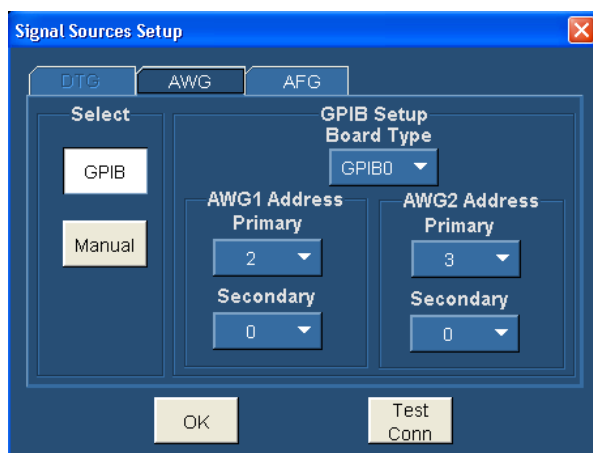 Signal Sources Setup
DTG AWG AFG
Select
GPIB
Manual
GPIB Setup
Board Type
GPIB0
AWG1 Address
Primary
2
Secondary
0
AWG2 Address
Primary
3
Secondary
0
OK
Test
Conn